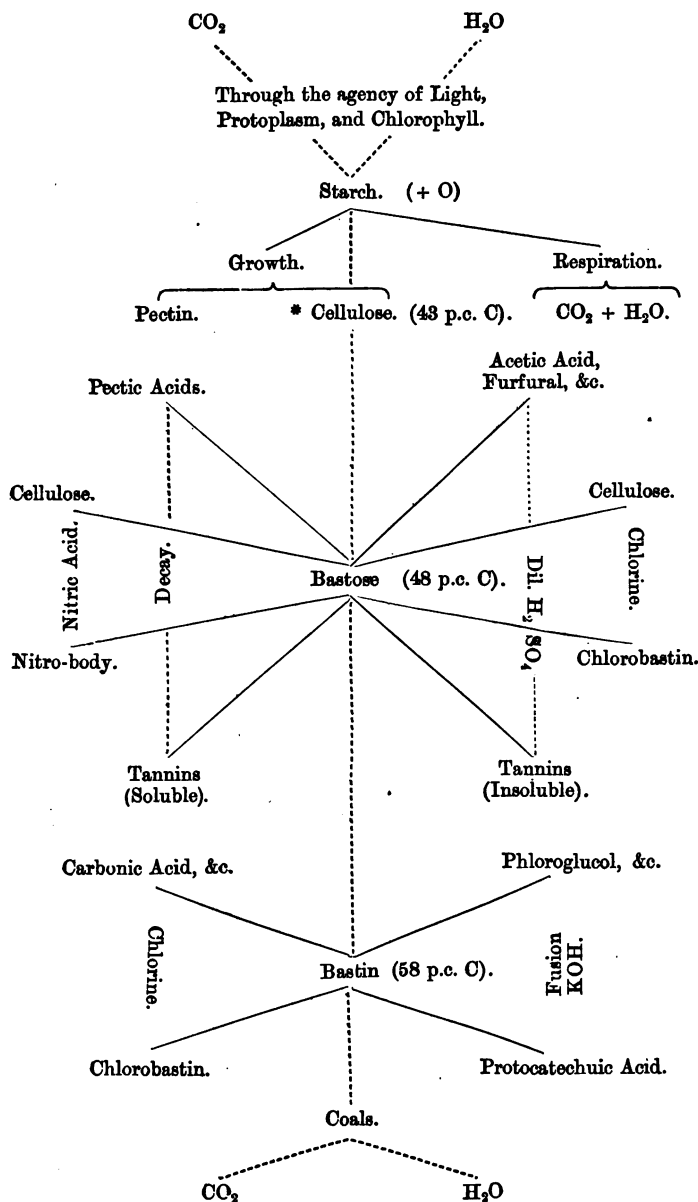 CO₂ H₂O
Through the agency of Light,
Protoplasm, and Chlorophyll.
Starch. (+ O)
Growth. Respiration.
Pectin. * Cellulose. (43 p.c. C). CO₂ + H₂O.
Pectic Acids. Acetic Acid,
Furfural, &c.
Cellulose. Cellulose.
Nitric Acid. Decay. Bastose (48 p.c. C). Dil. H₂ SO₄ Chlorine.
Nitro-body. Chlorobastin.
Tannins Tannins
(Soluble). (Insoluble).
Carbonic Acid, &c. Phloroglucol, &c.
Chlorine. Bastin (58 p.c. C). Fusion
KOH.
Chlorobastin. Protocatechuic Acid.
Coals.
CO₂ H₂O